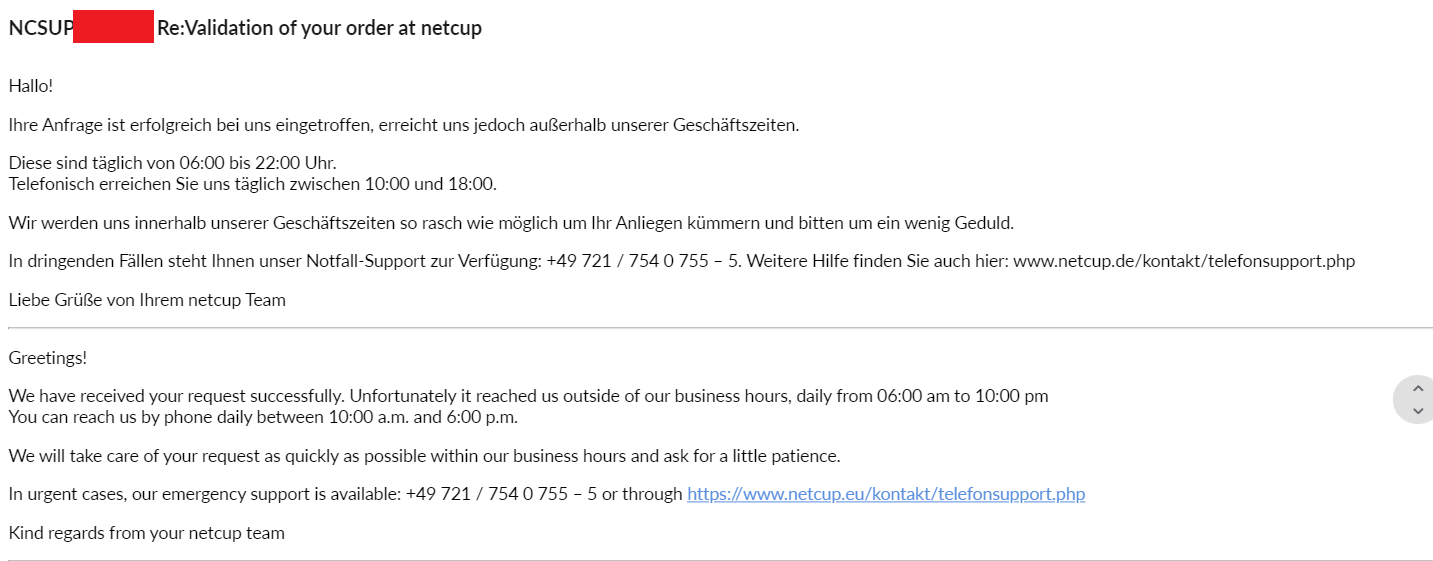 NCSUP Re:Validation of your order at netcup
Hallo!
Ihre Anfrage ist erfolgreich bei uns eingetroffen, erreicht uns jedoch außerhalb unserer Geschäftszeiten.
Diese sind täglich von 06:00 bis 22:00 Uhr.
Telefonisch erreichen Sie uns täglich zwischen 10:00 und 18:00.
Wir werden uns innerhalb unserer Geschäftszeiten so rasch wie möglich um Ihr Anliegen kümmern und bitten um ein wenig Geduld.
In dringenden Fällen steht Ihnen unser Notfall-Support zur Verfügung: +49 721 / 754 0 755 – 5. Weitere Hilfe finden Sie auch hier: www.netcup.de/kontakt/telefonsupport.php
Liebe Grüße von Ihrem netcup Team
Greetings!
We have received your request successfully. Unfortunately it reached us outside of our business hours, daily from 06:00 am to 10:00 pm
You can reach us by phone daily between 10:00 a.m. and 6:00 p.m.
We will take care of your request as quickly as possible within our business hours and ask for a little patience.
In urgent cases, our emergency support is available: +49 721 / 754 0 755 – 5 or through https://www.netcup.eu/kontakt/telefonsupport.php
Kind regards from your netcup team